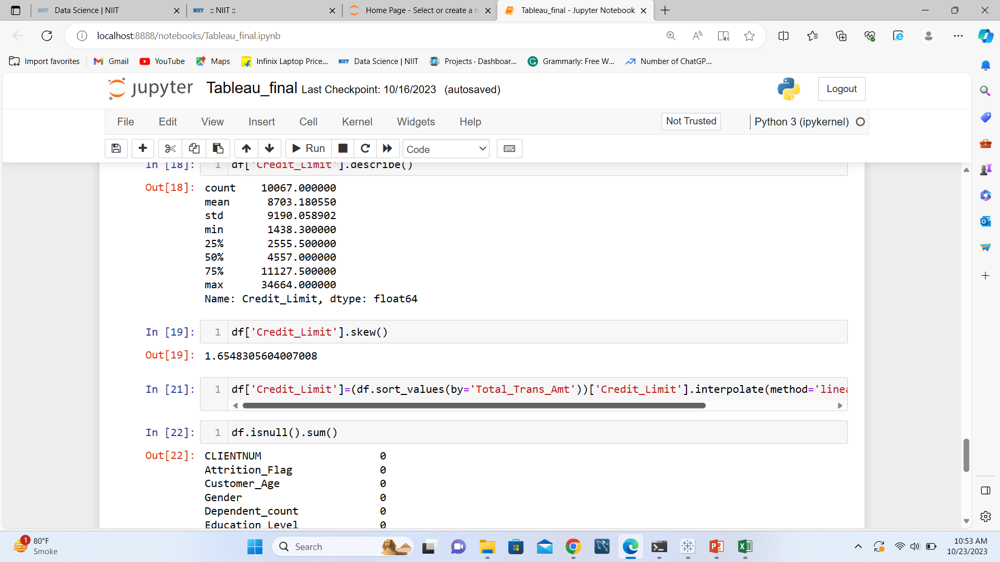 Data Science | NIIT
:: NIIT ::
Home Page - Select or create a n
Tableau_final - Jupyter Notebook
localhost:8888/notebooks/Tableau_final.ipynb
Import favorites
Gmail
YouTube
Maps
Infinix Laptop Price...
Data Science | NIIT
Projects · Dashboar...
Grammarly: Free W...
Number of ChatGP...
jupyter Tableau_final Last Checkpoint: 10/16/2023 (autosaved)
Logout
File Edit View Insert Cell Kernel Widgets Help
Not Trusted
Python 3 (ipykernel)
Run
Code
In [18]: 1 df['Credit_Limit'].describe()
Out[18]: count 10067.000000
mean 8703.180550
std 9190.058902
min 1438.300000
25% 2555.500000
50% 4557.000000
75% 11127.500000
max 34664.000000
Name: Credit_Limit, dtype: float64
In [19]: 1 df['Credit_Limit'].skew()
Out[19]: 1.6548305604007008
In [21]: 1 df['Credit_Limit']=(df.sort_values(by='Total_Trans_Amt'))['Credit_Limit'].interpolate(method='linea
In [22]: 1 df.isnull().sum()
Out[22]: CLIENTNUM 0
Attrition_Flag 0
Customer_Age 0
Gender 0
Dependent_count 0
Education_Level 0
1
80°F
Smoke
Search
10:53 AM
10/23/2023